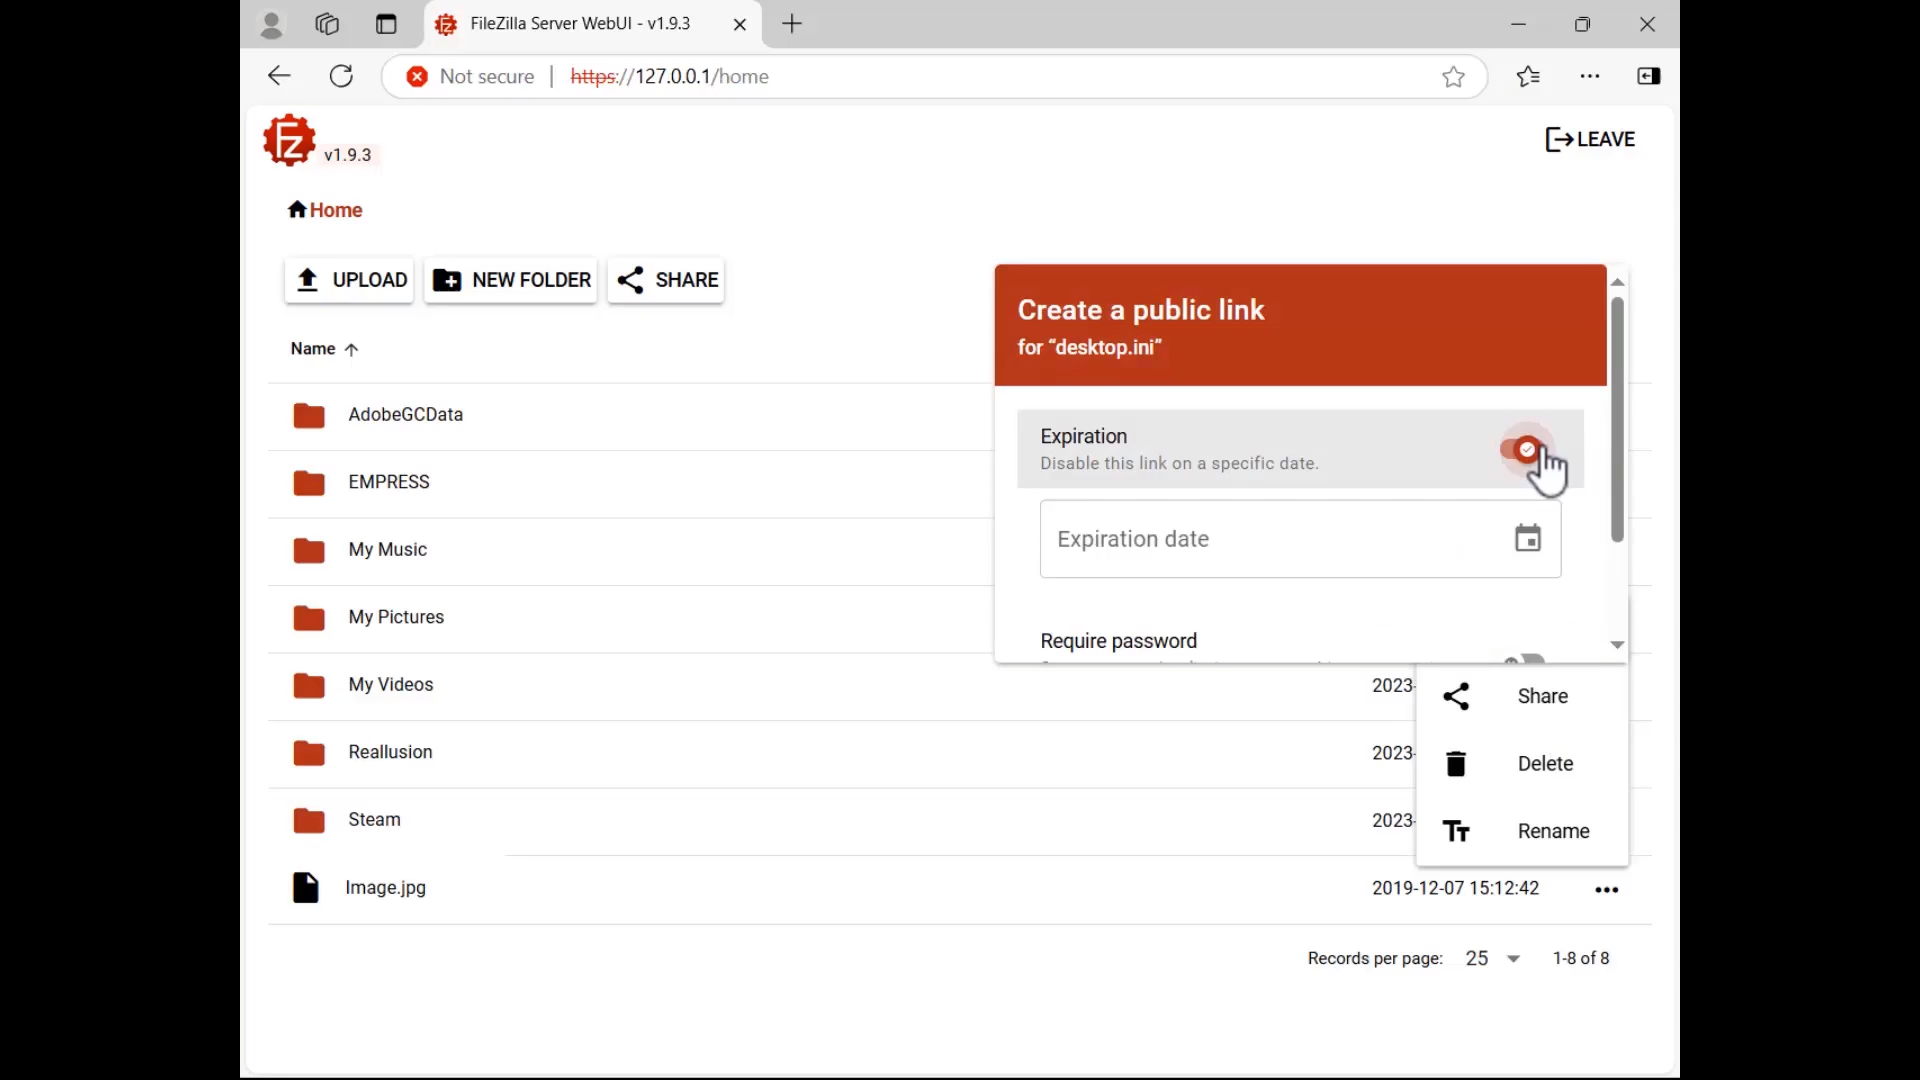 FileZilla Server WebUI - v1.9.3
Not secure
https://127.0.0.1/home
v1.9.3
LEAVE
Home
UPLOAD
NEW FOLDER
SHARE
Name
Create a public link
for “desktop.ini”
Expiration
Disable this link on a specific date.
Expiration date
Require password
AdobeGCData
EMPRESS
My Music
My Pictures
My Videos
2023-
Reallusion
2023-
Steam
2023-
Share
Delete
Rename
Image.jpg
2019-12-07 15:12:42
Records per page:
25
1-8 of 8